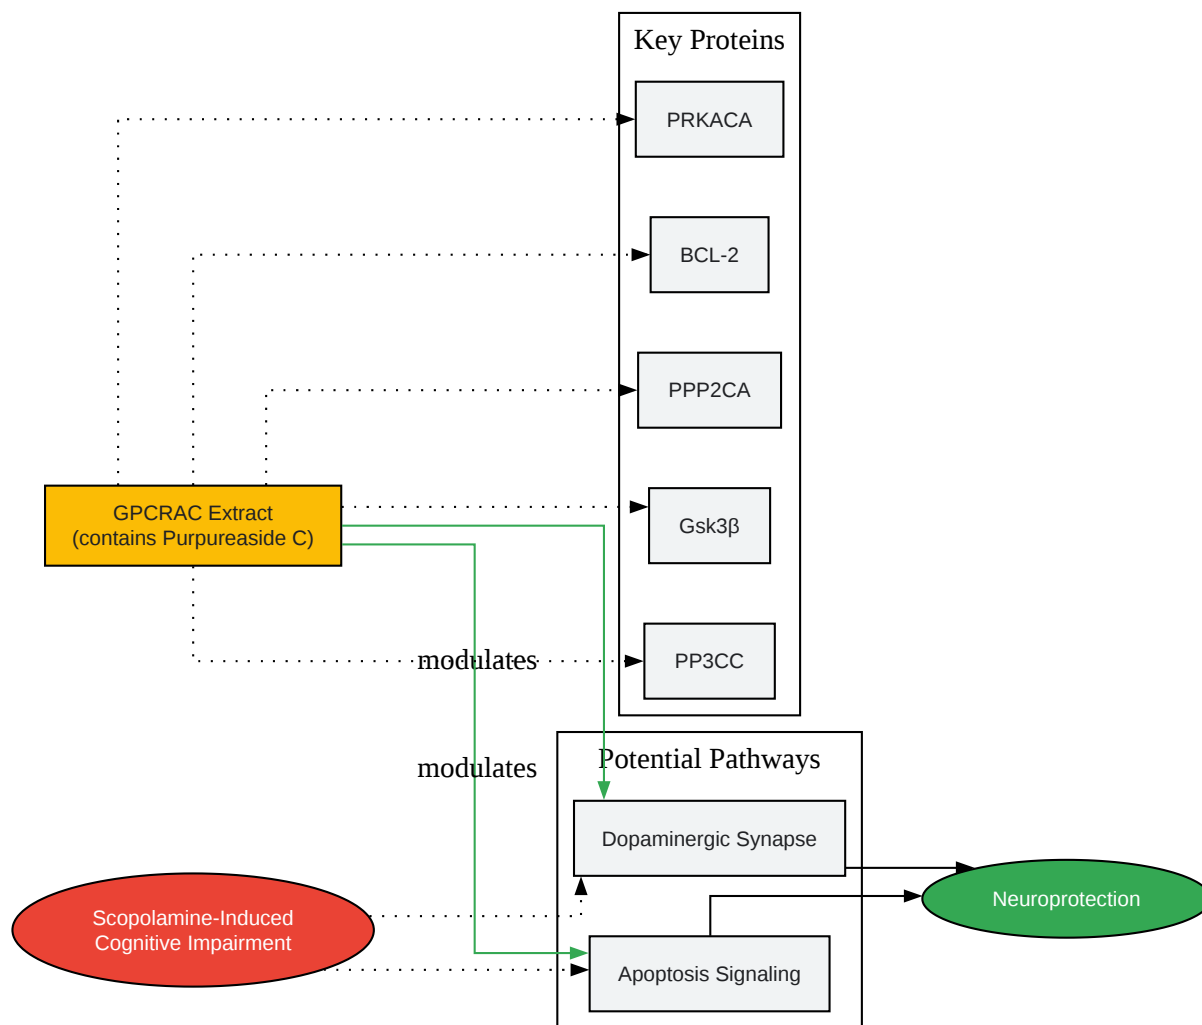 Key Proteins
PRKACA
BCL-2
PPP2CA
GPCRAC Extract
(contains Purpureaside C)
Gsk3β
modulates
PP3CC
modulates
Potential Pathways
Dopaminergic Synapse
Scopolamine-Induced
Cognitive Impairment
Neuroprotection
Apoptosis Signaling